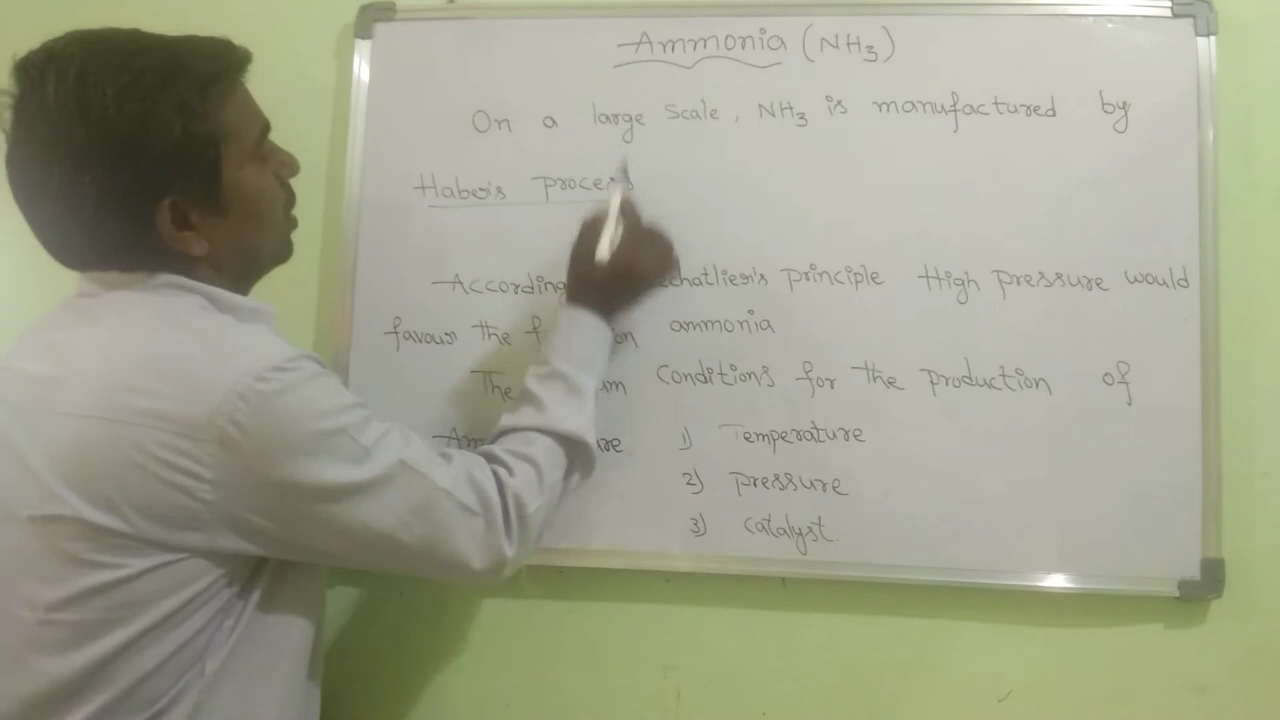 Ammonia (NH3)
On a large Scale, NH3 is manufactured by
Haber's process
According chatlier's principle High pressure would
favour the ammonia
The conditions for the production of
1) Temperature
2) pressure
3) catalyst.